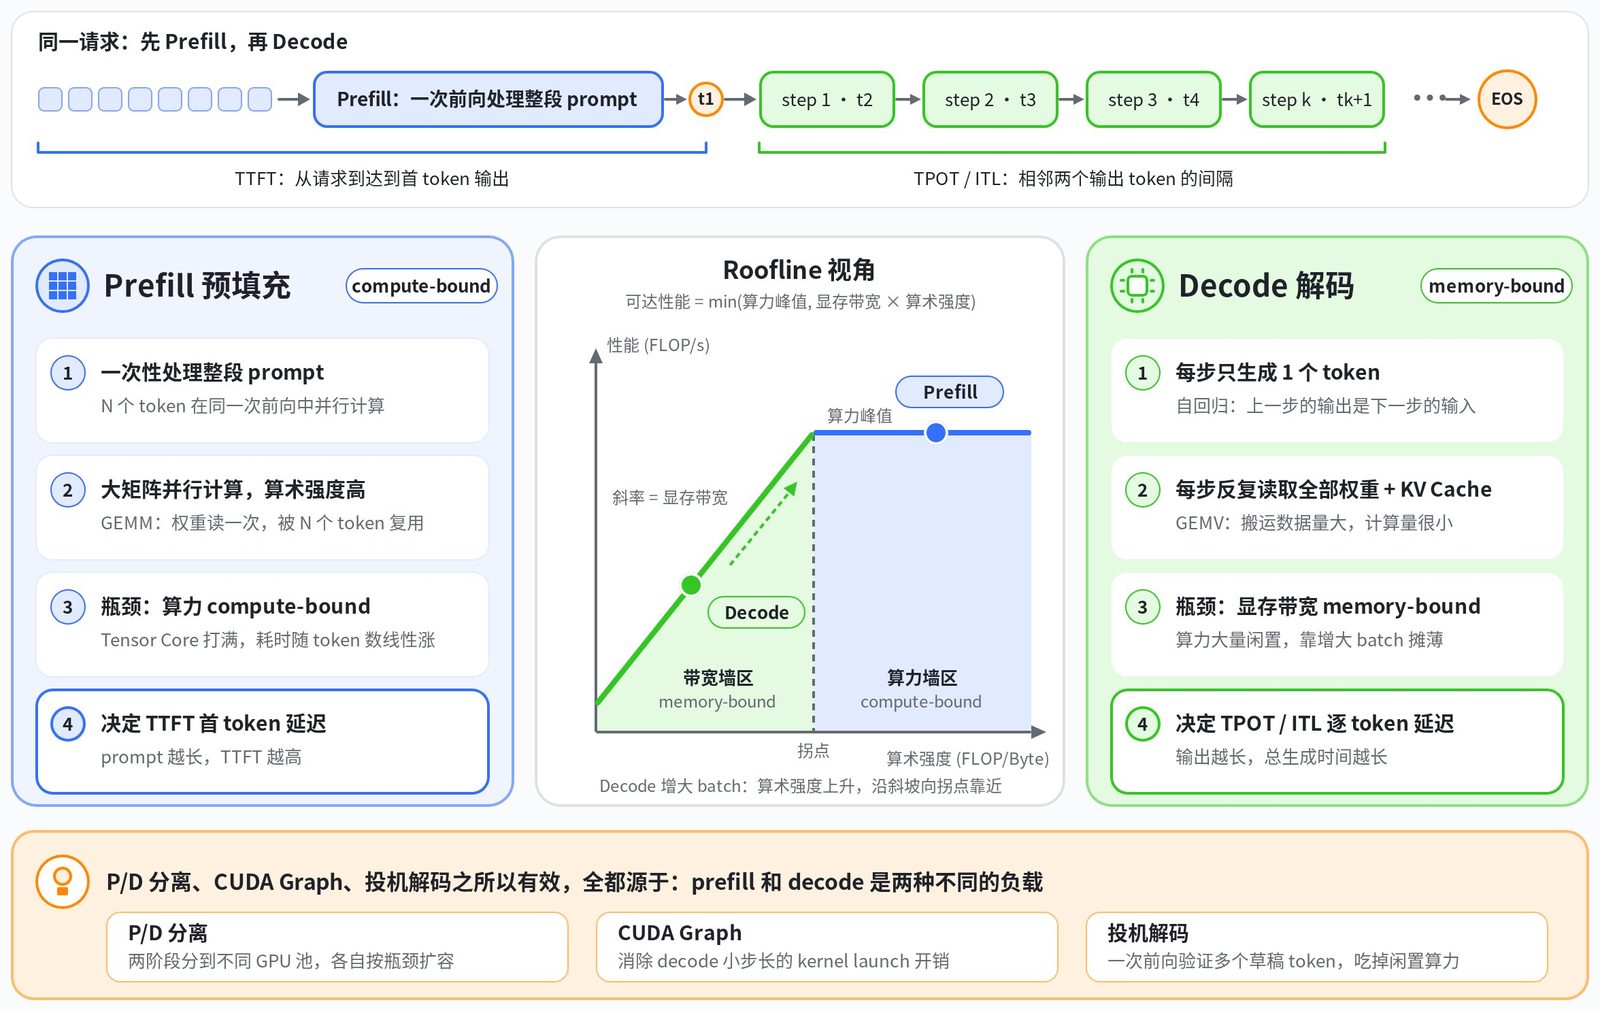 同一请求：先 Prefill，再 Decode
Prefill：一次前向处理整段 prompt
t1
step 1 · t2
step 2 · t3
step 3 · t4
step k · tk+1
EOS
TTFT：从请求到达到首 token 输出
TPOT / ITL：相邻两个输出 token 的间隔
Prefill 预填充
compute-bound
1
一次性处理整段 prompt
N 个 token 在同一次前向中并行计算
2
大矩阵并行计算，算术强度高
GEMM：权重读一次，被 N 个 token 复用
3
瓶颈：算力 compute-bound
Tensor Core 打满，耗时随 token 数线性涨
4
决定 TTFT 首 token 延迟
prompt 越长，TTFT 越高
Roofline 视角
可达性能 = min(算力峰值, 显存带宽 × 算术强度)
性能 (FLOP/s)
Prefill
算力峰值
斜率 = 显存带宽
Decode
带宽墙区
memory-bound
算力墙区
compute-bound
拐点
算术强度 (FLOP/Byte)
Decode 增大 batch：算术强度上升，沿斜坡向拐点靠近
Decode 解码
memory-bound
1
每步只生成 1 个 token
自回归：上一步的输出是下一步的输入
2
每步反复读取全部权重 + KV Cache
GEMV：搬运数据量大，计算量很小
3
瓶颈：显存带宽 memory-bound
算力大量闲置，靠增大 batch 摊薄
4
决定 TPOT / ITL 逐 token 延迟
输出越长，总生成时间越长
P/D 分离、CUDA Graph、投机解码之所以有效，全都源于：prefill 和 decode 是两种不同的负载
P/D 分离
两阶段分到不同 GPU 池，各自按瓶颈扩容
CUDA Graph
消除 decode 小步长的 kernel launch 开销
投机解码
一次前向验证多个草稿 token，吃掉闲置算力